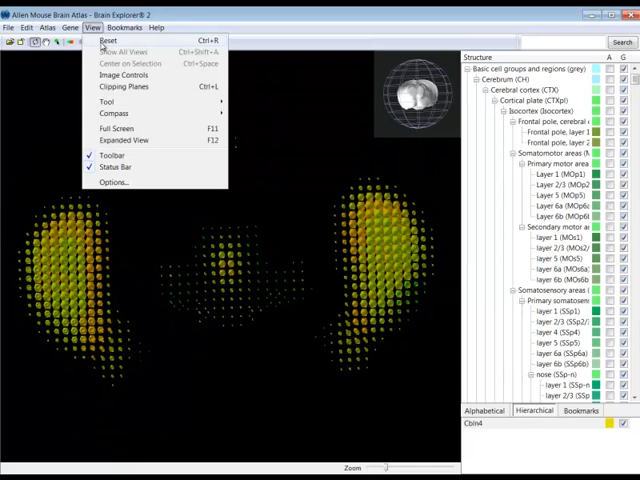 Allen Mouse Brain Atlas - Brain Explorer® 2
File Edit Atlas Gene View Bookmarks Help
Search
Reset Ctrl+R
Show All Views Ctrl+Shift+A
Center on Selection Ctrl+Space
Image Controls
Clipping Planes Ctrl+L
Tool
Compass
Full Screen F11
Expanded View F12
Toolbar
Status Bar
Options...
Structure A G
Basic cell groups and regions (grey)
Cerebrum (CH)
Cerebral cortex (CTX)
Cortical plate (CTXpl)
Isocortex (Isocortex)
Frontal pole, cerebral c
Frontal pole, layer 1
Frontal pole, layer 2
Somatomotor areas (M
Primary motor area (
Layer 1 (MOp1)
Layer 2/3 (MOp2
Layer 5 (MOp5)
Layer 6a (MOp6a
Layer 6b (MOp6
Secondary motor are
layer 1 (MOs1)
layer 2/3 (MOs2
layer 5 (MOs5)
layer 6a (MOs6a)
layer 6b (MOs6
Somatosensory areas (
Primary somatosens
layer 1 (SSp1)
layer 2/3 (SSp2/
layer 4 (SSp4)
layer 5 (SSp5)
layer 6a (SSp6a)
layer 6b (SSp6
nose (SSp-n)
layer 1 (SSp-n
layer 2/3 (SSp
Alphabetical Hierarchical Bookmarks
Cbln4
Zoom